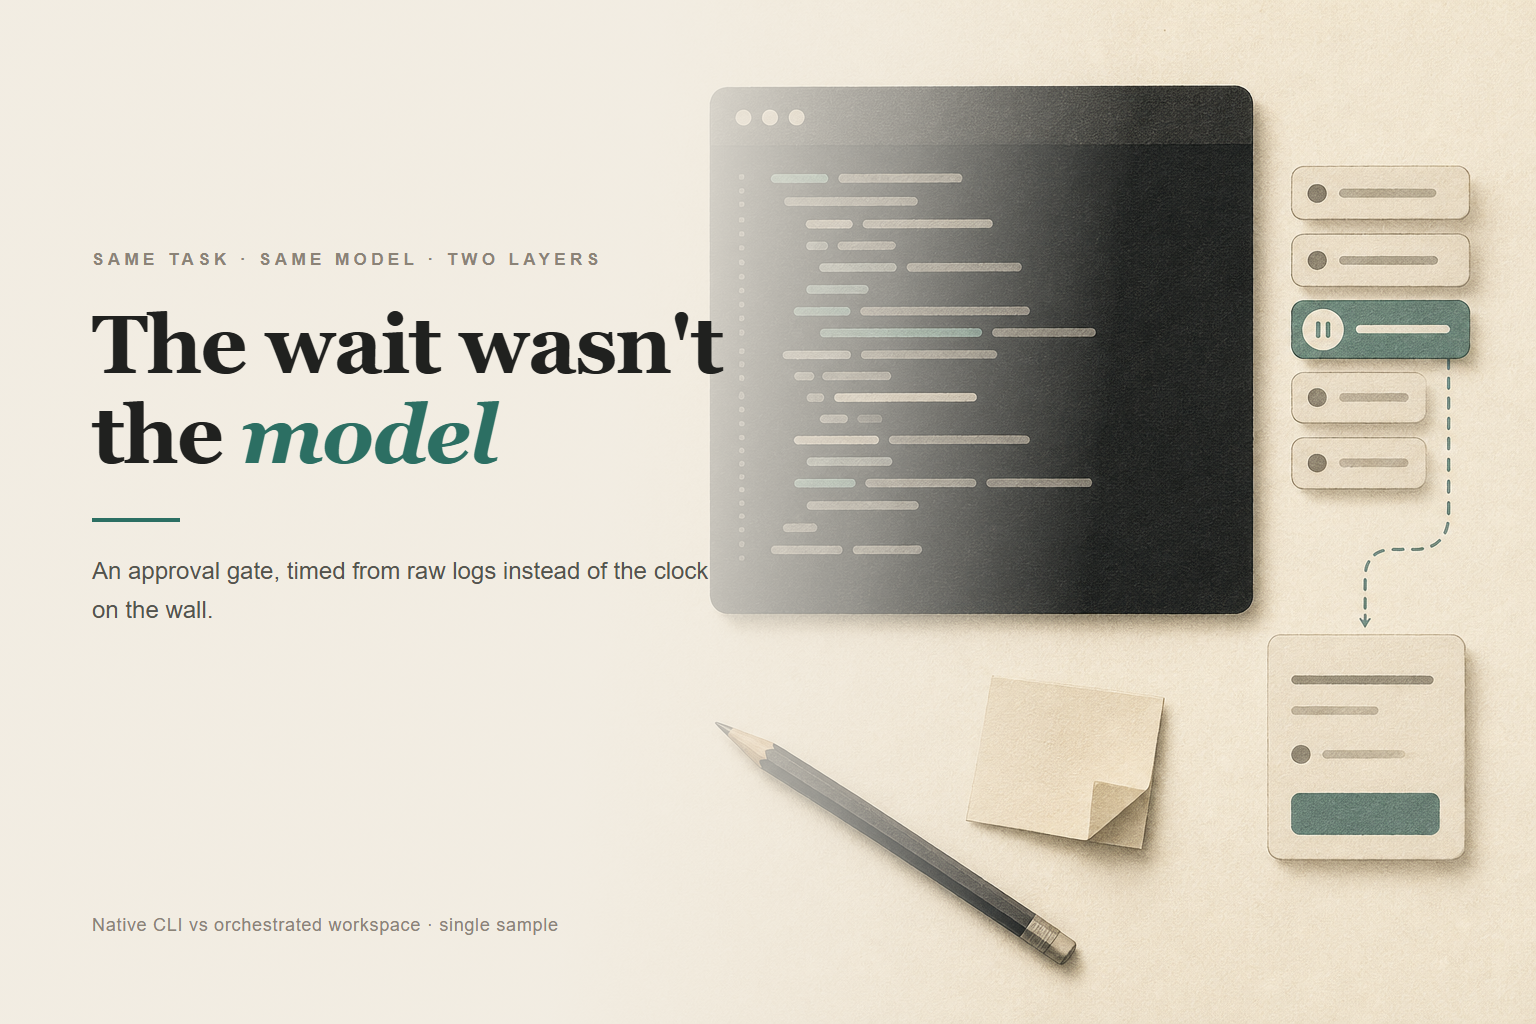 SAME TASK · SAME MODEL · TWO LAYERS
The wait wasn't
the model
An approval gate, timed from raw logs instead of the clock
on the wall.
Native CLI vs orchestrated workspace · single sample